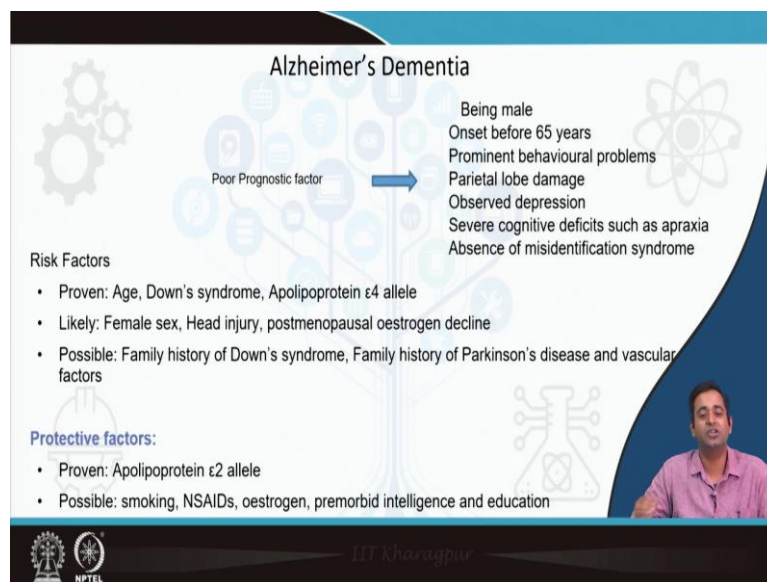 Alzheimer's Dementia
Being male
Onset before 65 years
Prominent behavioural problems
Poor Prognostic factor
Parietal lobe damage
Observed depression
Severe cognitive deficits such as apraxia
Absence of misidentification syndrome
Risk Factors
• Proven: Age, Down's syndrome, Apolipoprotein ε4 allele
• Likely: Female sex, Head injury, postmenopausal oestrogen decline
• Possible: Family history of Down's syndrome, Family history of Parkinson's disease and vascular
factors
Protective factors:
• Proven: Apolipoprotein ε2 allele
• Possible: smoking, NSAIDs, oestrogen, premorbid intelligence and education
IIT Kharagpur
NPTEL